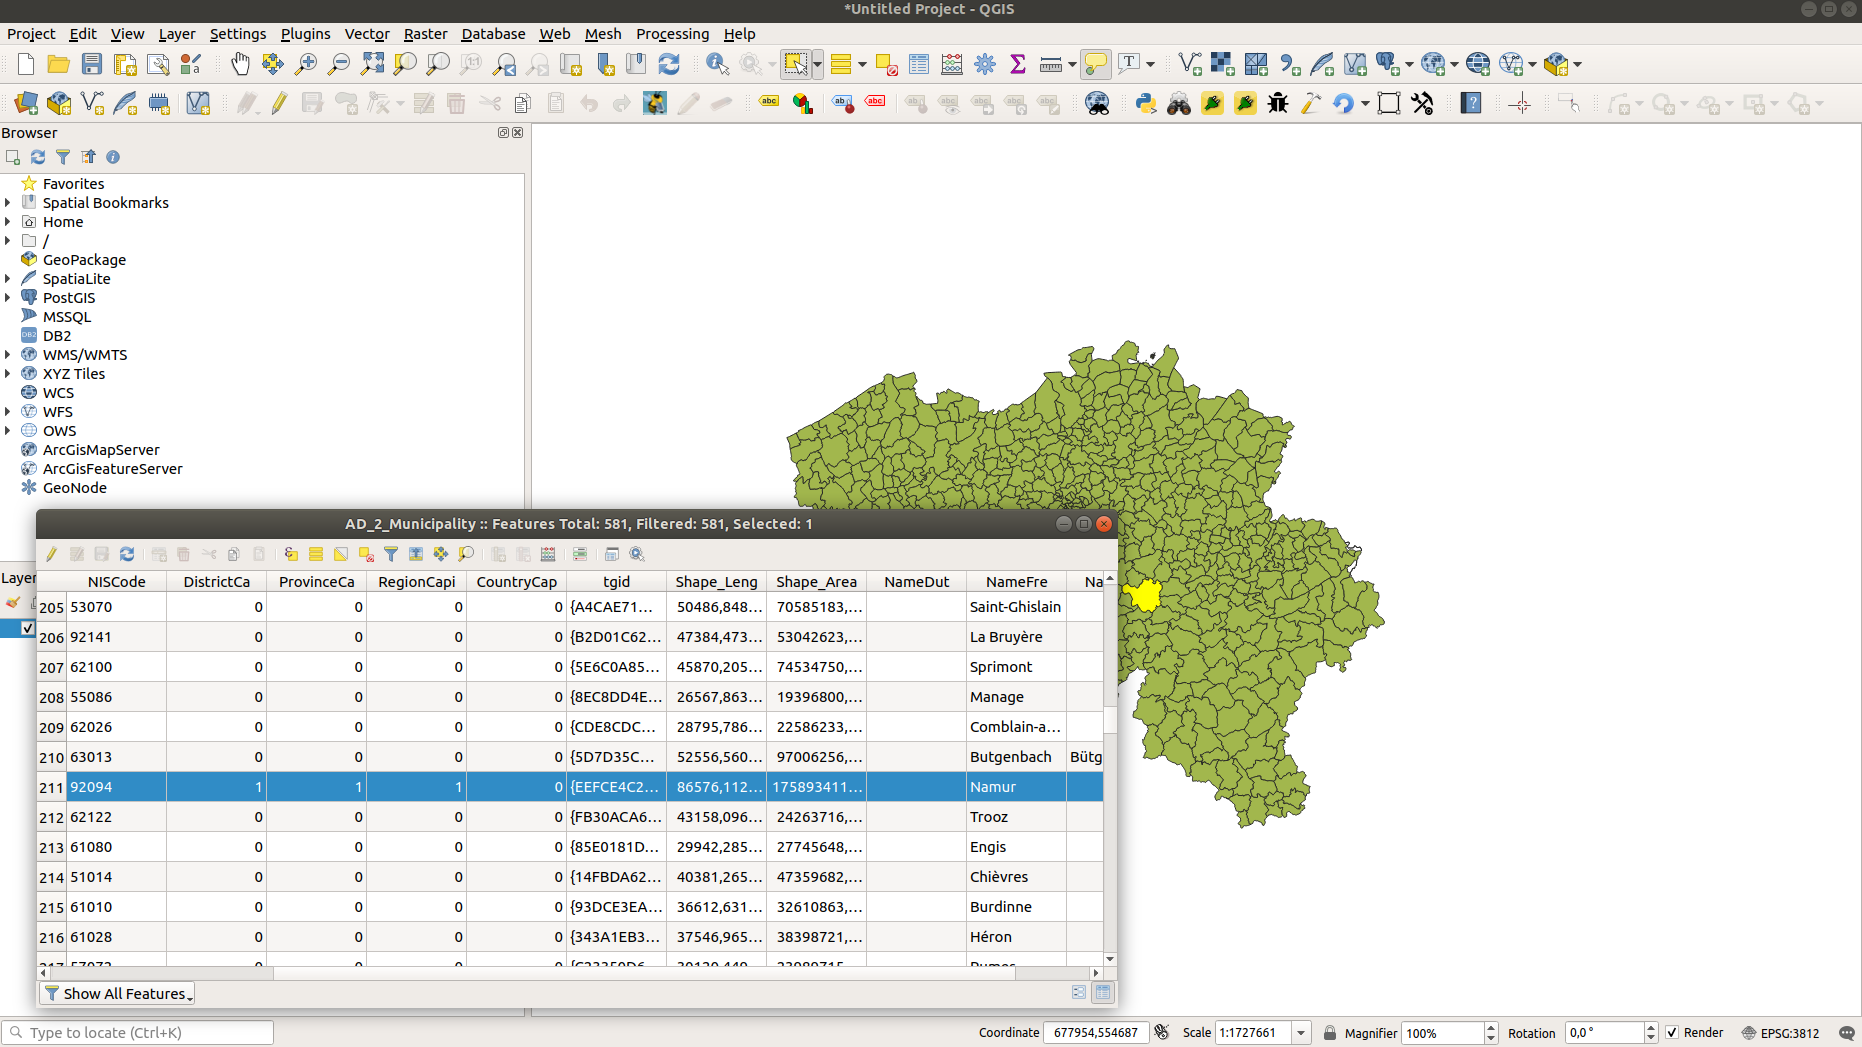 *Untitled Project - QGIS
Project Edit View Layer Settings Plugins Vector Raster Database Web Mesh Processing Help
Browser
Favorites
Spatial Bookmarks
Home
/
GeoPackage
SpatiaLite
PostGIS
MSSQL
DB2
WMS/WMTS
XYZ Tiles
WCS
WFS
OWS
ArcGisMapServer
ArcGisFeatureServer
GeoNode
Layer
AD_2_Municipality :: Features Total: 581, Filtered: 581, Selected: 1
NISCode DistrictCa ProvinceCa RegionCapi CountryCap tgid Shape_Leng Shape_Area NameDut NameFre Na
205 53070 0 0 0 0 {A4CAE71... 50486,848... 70585183,... Saint-Ghislain
206 92141 0 0 0 0 {B2D01C62... 47384,473... 53042623,... La Bruyère
207 62100 0 0 0 0 {5E6C0A85... 45870,205... 74534750,... Sprimont
208 55086 0 0 0 0 {8EC8DD4E... 26567,863... 19396800,... Manage
209 62026 0 0 0 0 {CDE8CDC... 28795,786... 22586233,... Comblain-a...
210 63013 0 0 0 0 {5D7D35C... 52556,560... 97006256,... Butgenbach Bütg
211 92094 1 1 1 0 {EEFCE4C2... 86576,112... 175893411... Namur
212 62122 0 0 0 0 {FB30ACA6... 43158,096... 24263716,... Trooz
213 61080 0 0 0 0 {85E0181D... 29942,285... 27745648,... Engis
214 51014 0 0 0 0 {14FBDA62... 40381,265... 47359682,... Chièvres
215 61010 0 0 0 0 {93DCE3EA... 36612,631... 32610863,... Burdinne
216 61028 0 0 0 0 {343A1EB3... 37546,965... 38398721,... Héron
Show All Features
Type to locate (Ctrl+K) Coordinate 677954,554687 Scale 1:1727661 Magnifier 100% Rotation 0,0 ° Render EPSG:3812